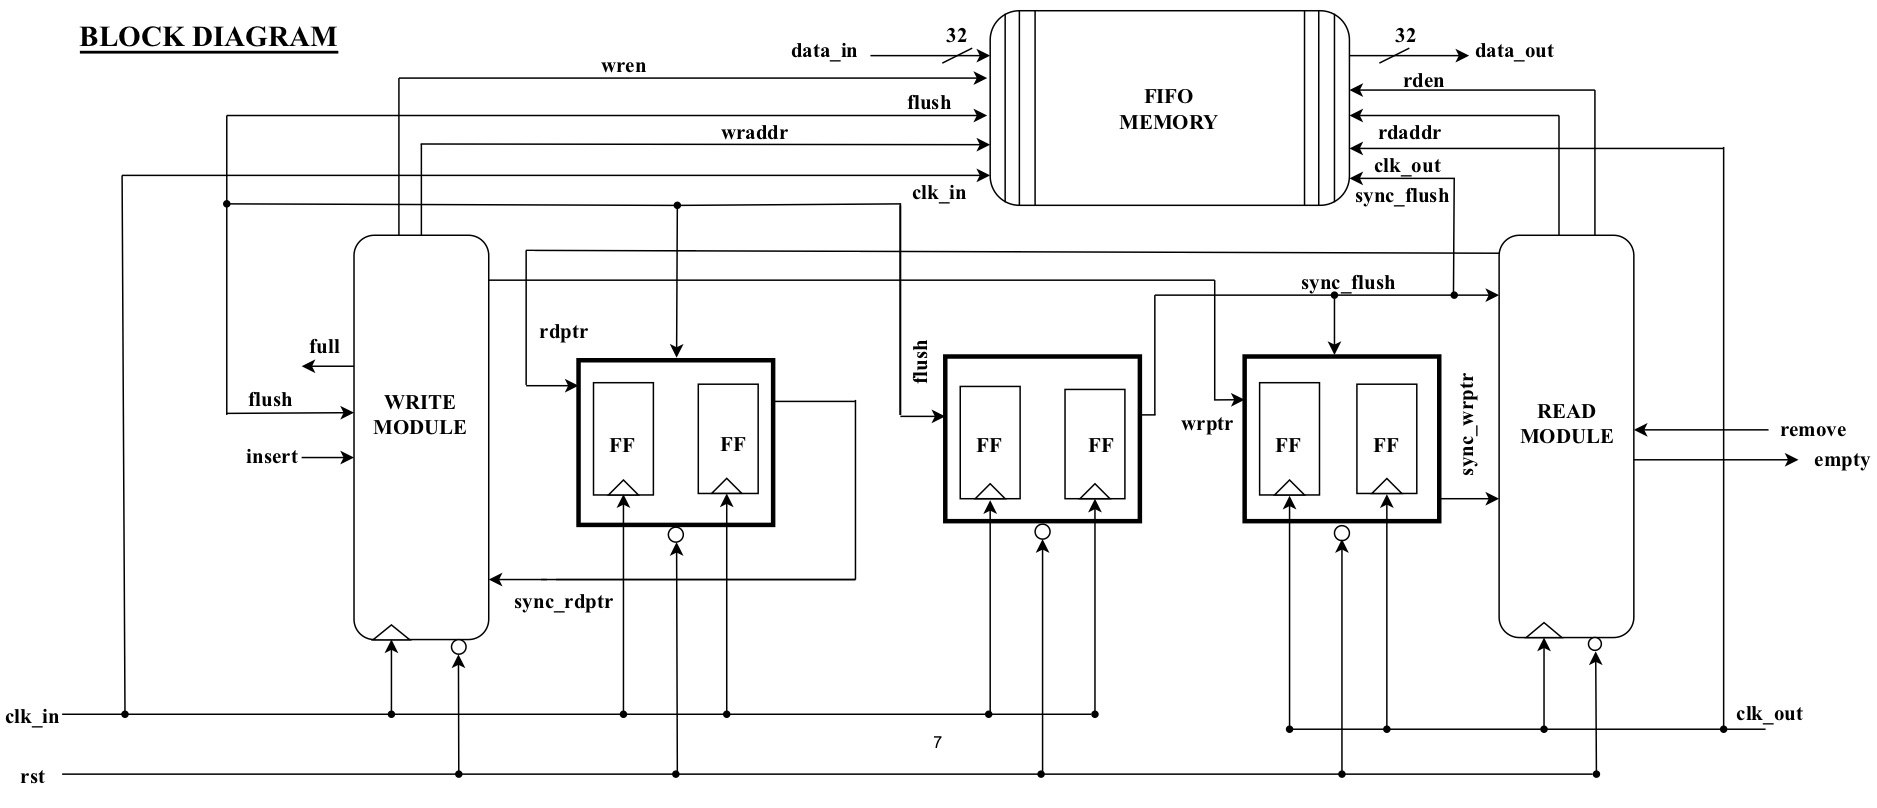 BLOCK DIAGRAM
32
32
data_in
data_out
wren
rden
flush
FIFO
MEMORY
wraddr
rdaddr
clk_out
clk_in
sync_flush
sync_flush
rdptr
full
flush
flush
WRITE
MODULE
READ
MODULE
wrptr
sync_wrptr
remove
insert
FF
FF
FF
FF
FF
FF
empty
sync_rdptr
clk_in
clk_out
7
rst